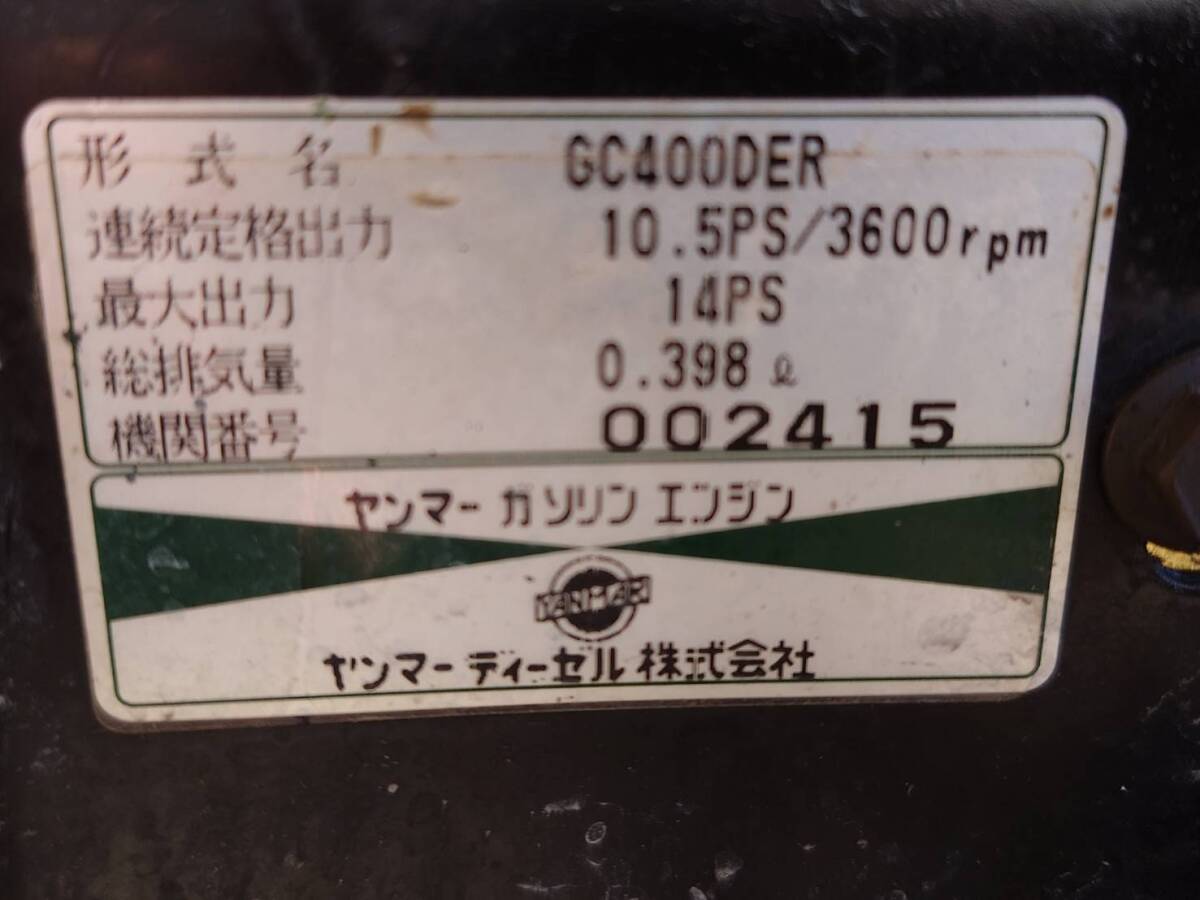 形式名 GC400DER
連続定格出力 10.5PS/3600rpm
最大出力 14PS
総排気量 0.398ℓ
機関番号 002415
ヤンマーガソリンエンジン
YANMAR
ヤンマーディーゼル株式会社